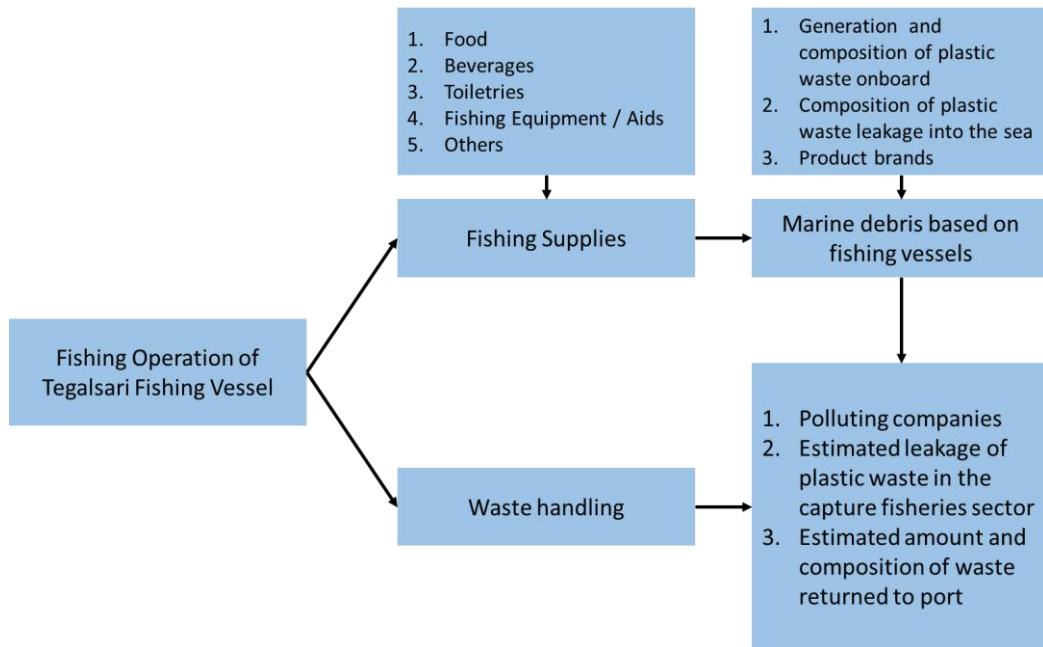 1. Food
2. Beverages
3. Toiletries
4. Fishing Equipment / Aids
5. Others
1. Generation and
composition of plastic
waste onboard
2. Composition of plastic
waste leakage into the sea
3. Product brands
Fishing Supplies
Marine debris based on
fishing vessels
Fishing Operation of
Tegalsari Fishing Vessel
Waste handling
1. Polluting companies
2. Estimated leakage of
plastic waste in the
capture fisheries sector
3. Estimated amount and
composition of waste
returned to port